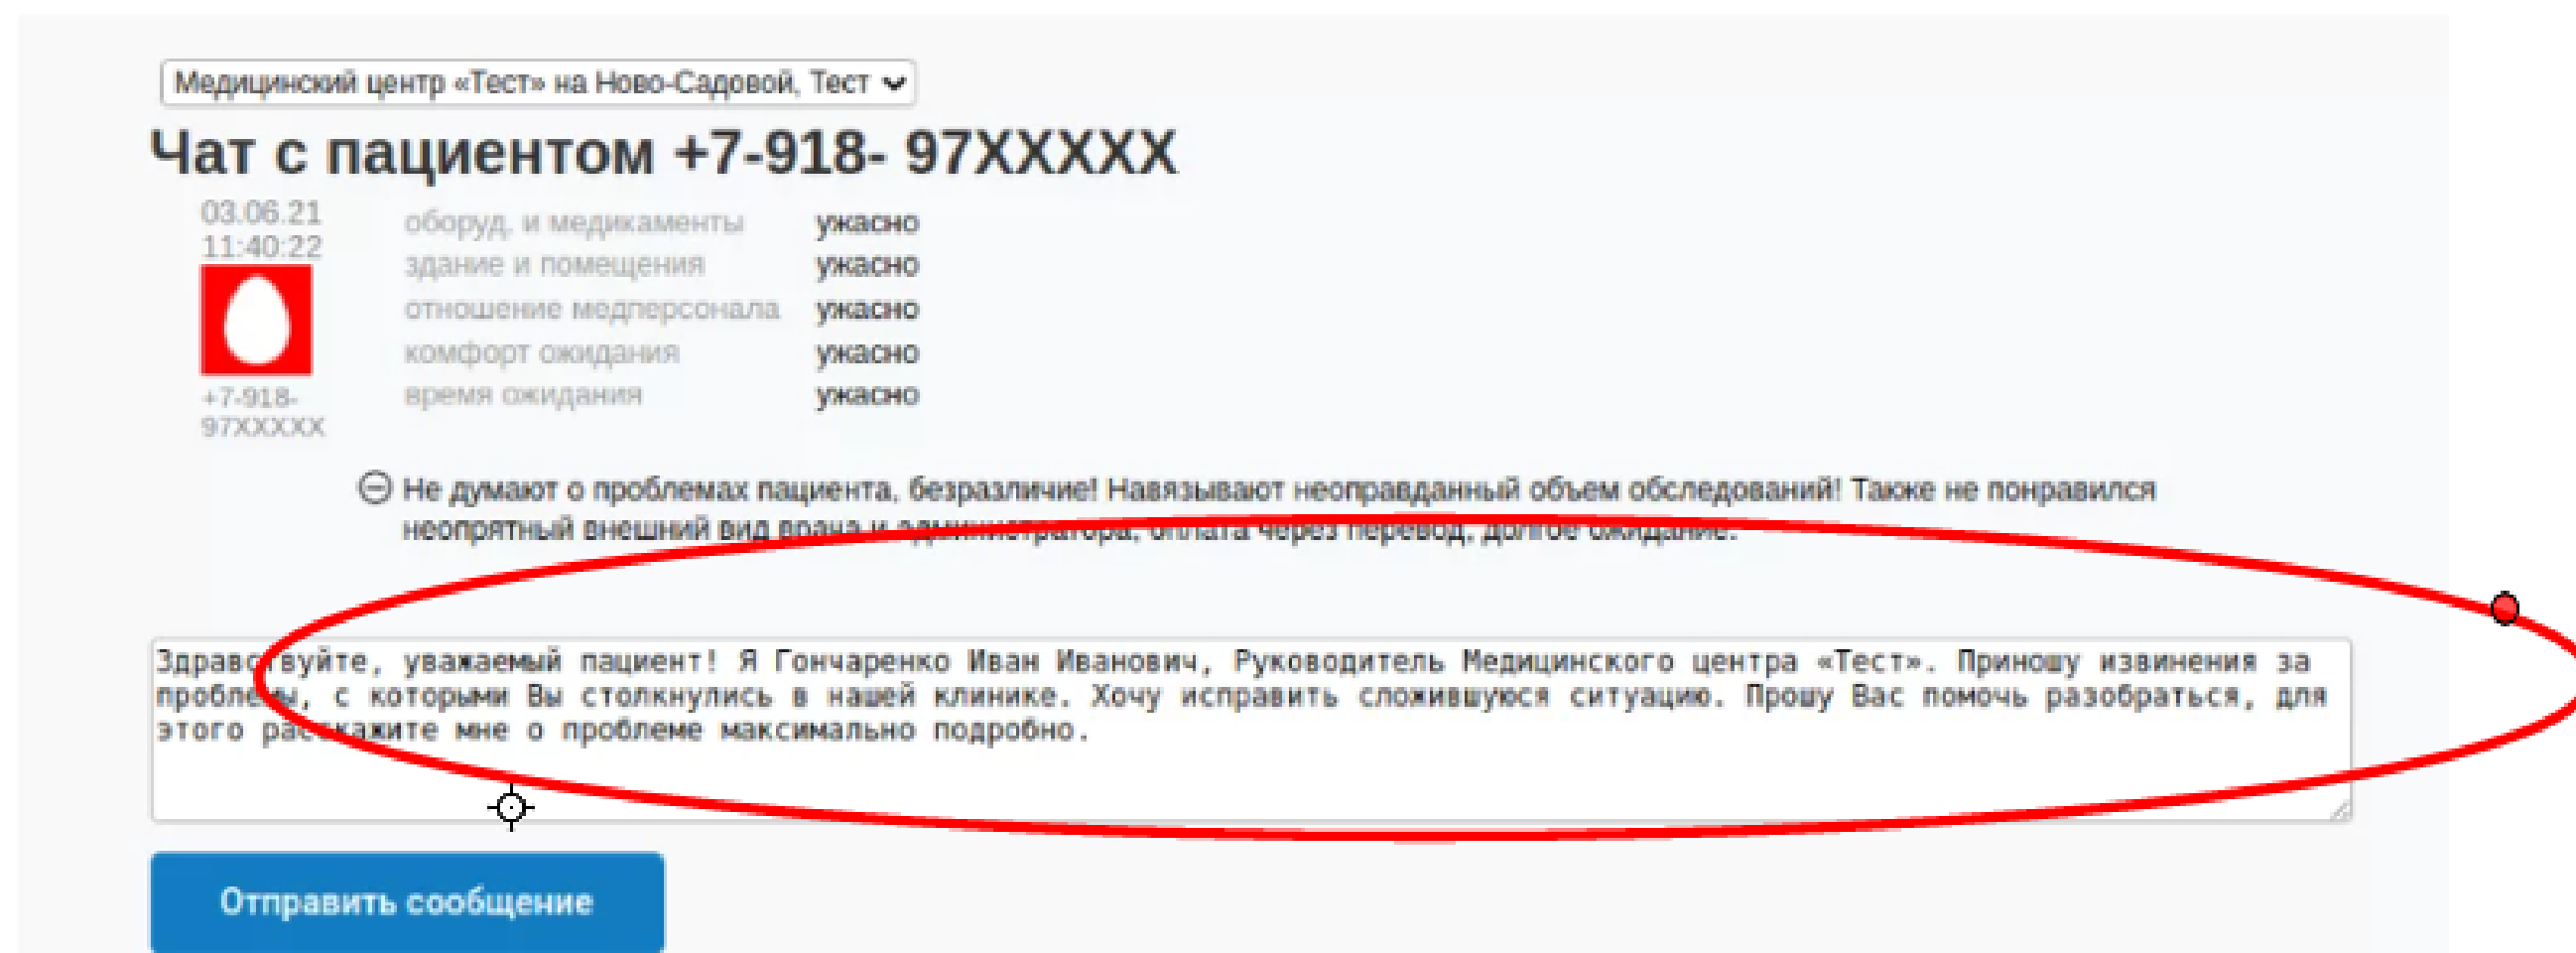 Медицинский центр «Тест» на Ново-Садовой, Тест
Чат с пациентом +7-918- 97XXXXX
03.06.21
11:40:22
+7-918-
97XXXXX
оборуд. и медикаменты ужасно
здание и помещения ужасно
отношение медперсонала ужасно
комфорт ожидания ужасно
время ожидания ужасно
Не думают о проблемах пациента, безразличие! Навязывают неоправданный объем обследований! Также не понравился
неопрятный внешний вид врача и администратора, оплата через перевод, долгое ожидание.
Здравствуйте, уважаемый пациент! Я Гончаренко Иван Иванович, Руководитель Медицинского центра «Тест». Приношу извинения за
проблемы, с которыми Вы столкнулись в нашей клинике. Хочу исправить сложившуюся ситуацию. Прошу Вас помочь разобраться, для
этого расскажите мне о проблеме максимально подробно.
Отправить сообщение